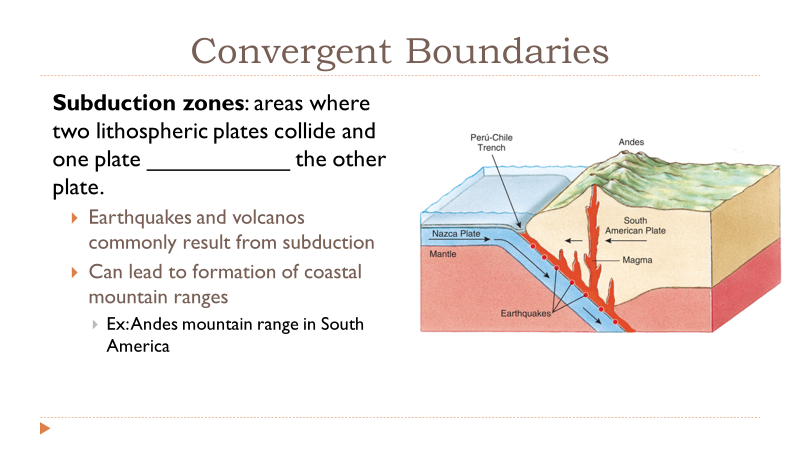 Convergent Boundaries
Subduction zones: areas where
two lithospheric plates collide and
one plate ____________ the other
plate.
Earthquakes and volcanos
commonly result from subduction
Can lead to formation of coastal
mountain ranges
Ex: Andes mountain range in South
America
Perú-Chile
Trench
Andes
South
American Plate
Nazca Plate
Mantle
Magma
Earthquakes